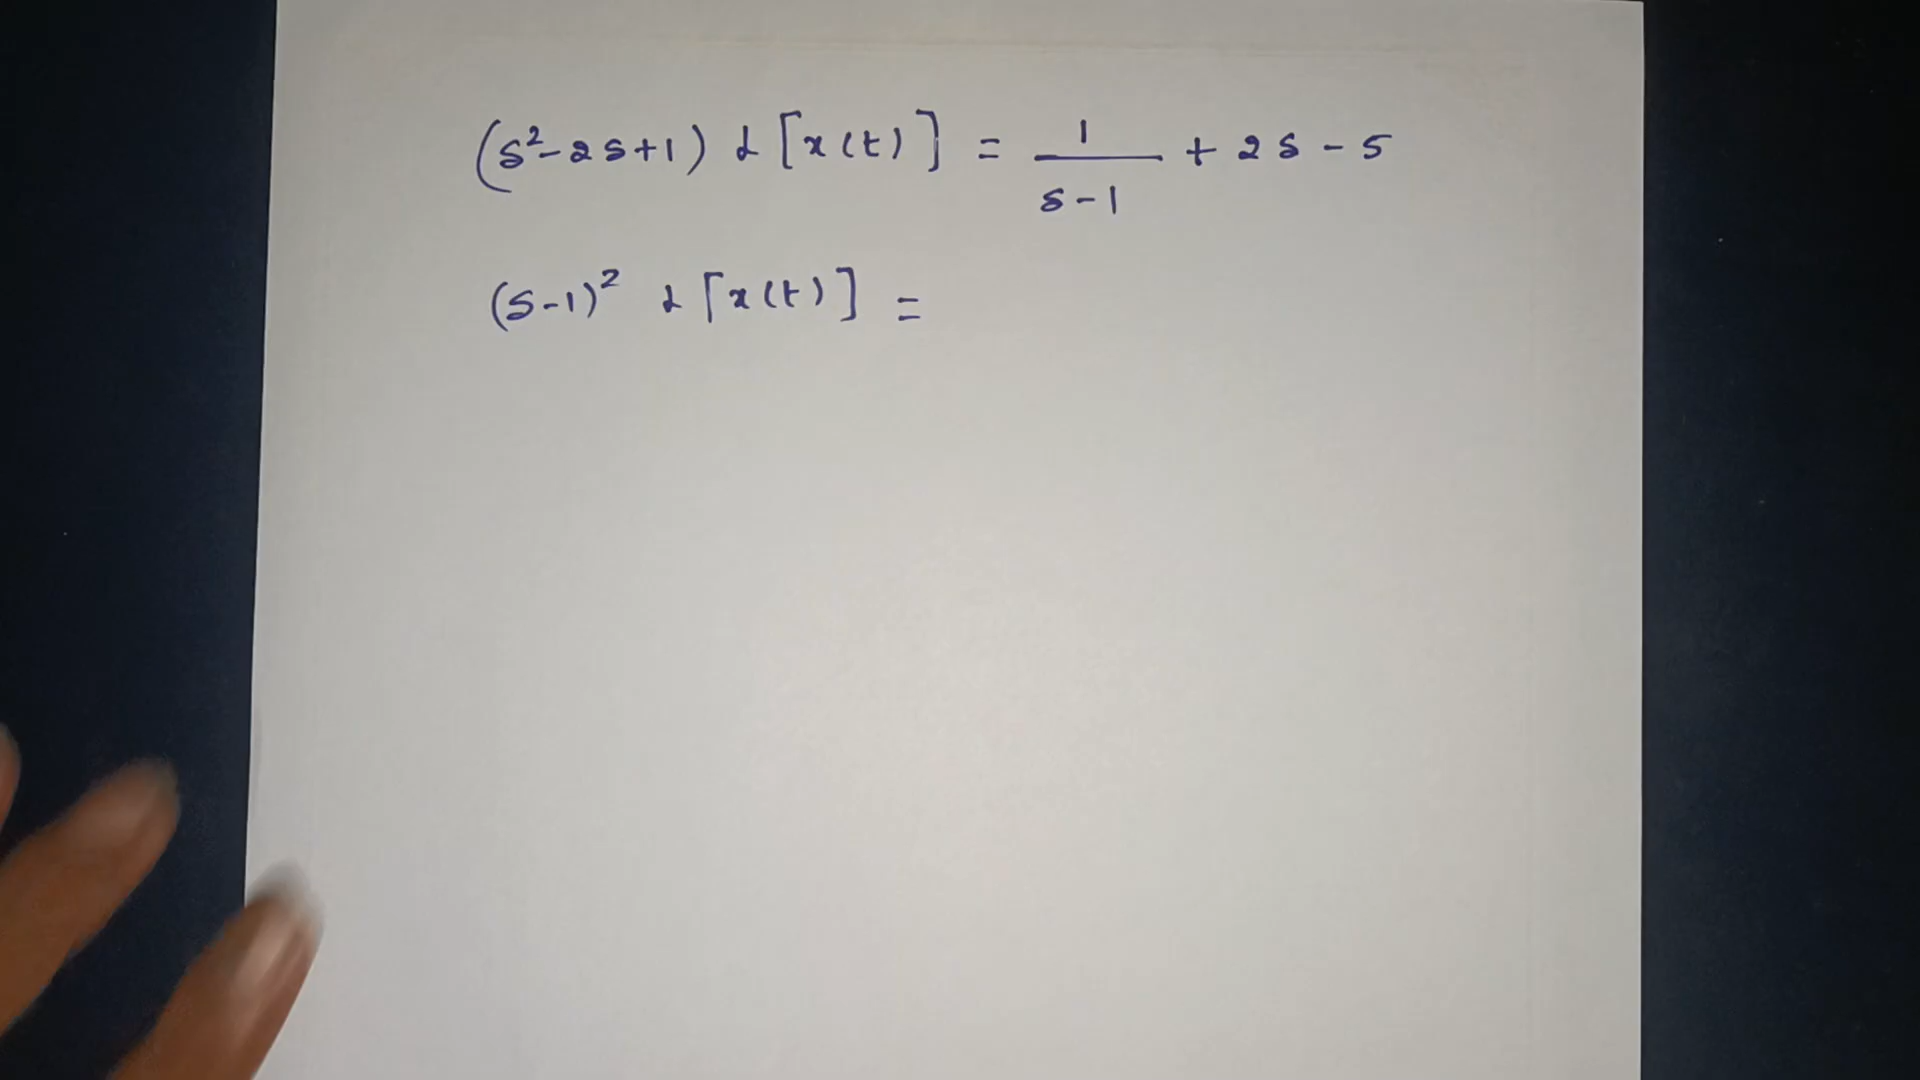 (s²-2s+1) L[x(t)] = 1/(s-1) + 2s - 5
(s-1)² L[x(t)] =